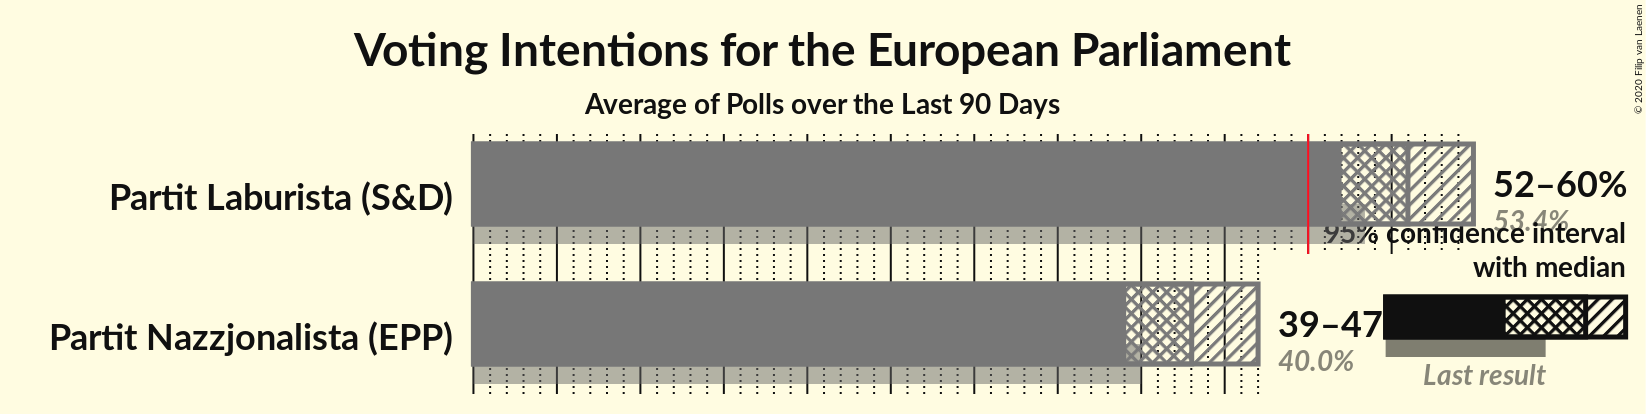 Voting Intentions for the European Parliament
Average of Polls over the Last 90 Days
© 2020 Filip van Laenen
Partit Laburista (S&D)
52–60%
53.4%
95% confidence interval
with median
Partit Nazzjonalista (EPP)
39–47
40.0%
Last result